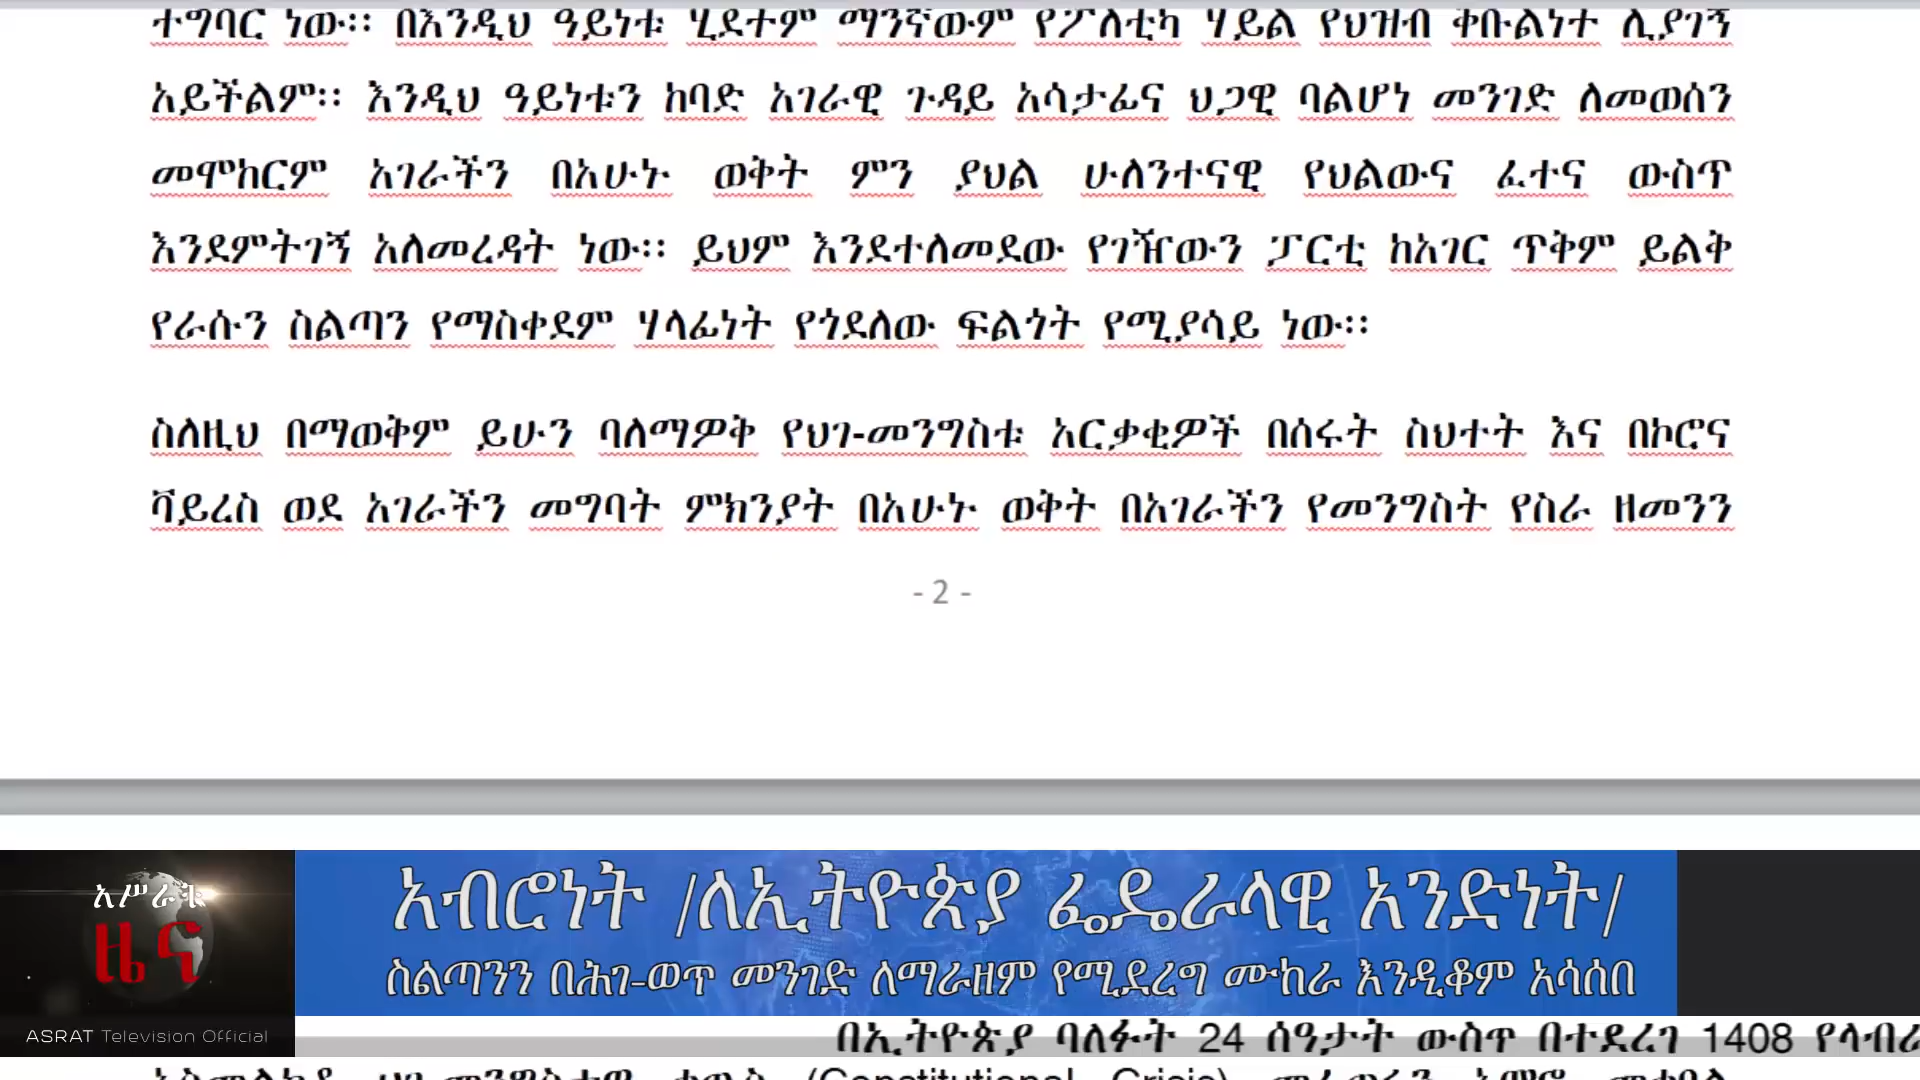 ተግባር ነው፡፡ በእንዲህ ዓይነቱ ሂደተም ማንኛውም የፖለቲካ ሃይል የህዝብ ቀቡልነተ ሊያገኝ
አይችልም፡፡ እንዲህ ዓይነቱን ከባድ አገራዊ ጉዳይ አሳታፊና ህጋዊ ባልሆነ መንገድ ለመወሰን
መሞከርም አገራችን በአሁኑ ወቅት ምን ያህል ሁለንተናዊ የህልውና ፈተና ውስጥ
እንደምትገኝ አለመረዳት ነው፡፡ ይህም እንደተለመደው የገዥውን ፓርቲ ከአገር ጥቅም ይልቅ
የራሱን ስልጣን የማስቀደም ሃላፊነት የጎደለው ፍልጎት የሚያሳይ ነው፡፡
ስለዚህ በማወቅም ይሁን ባለማዎቅ የህገ-መንግስቱ አርቃቂዎች በሰሩት ስህተት እና በኮሮና
ቫይረስ ወደ አገራችን መግባት ምክንያት በአሁኑ ወቅት በአገራችን የመንግስት የስራ ዘመንን
- 2 -
አሥራት
ዜና
ASRAT Television Official
አብሮነት /ለኢትዮጵያ ፌዴራላዊ አንድነት/
ስልጣንን በሕገ-ወጥ መንገድ ለማራዘም የሚደረግ ሙከራ እንዲቆም አሳሰበ
በኢትዮጵያ ባለፉት 24 ሰዓታት ውስጥ በተደረገ 1408 የላብራ
(Constitutional Crisis)